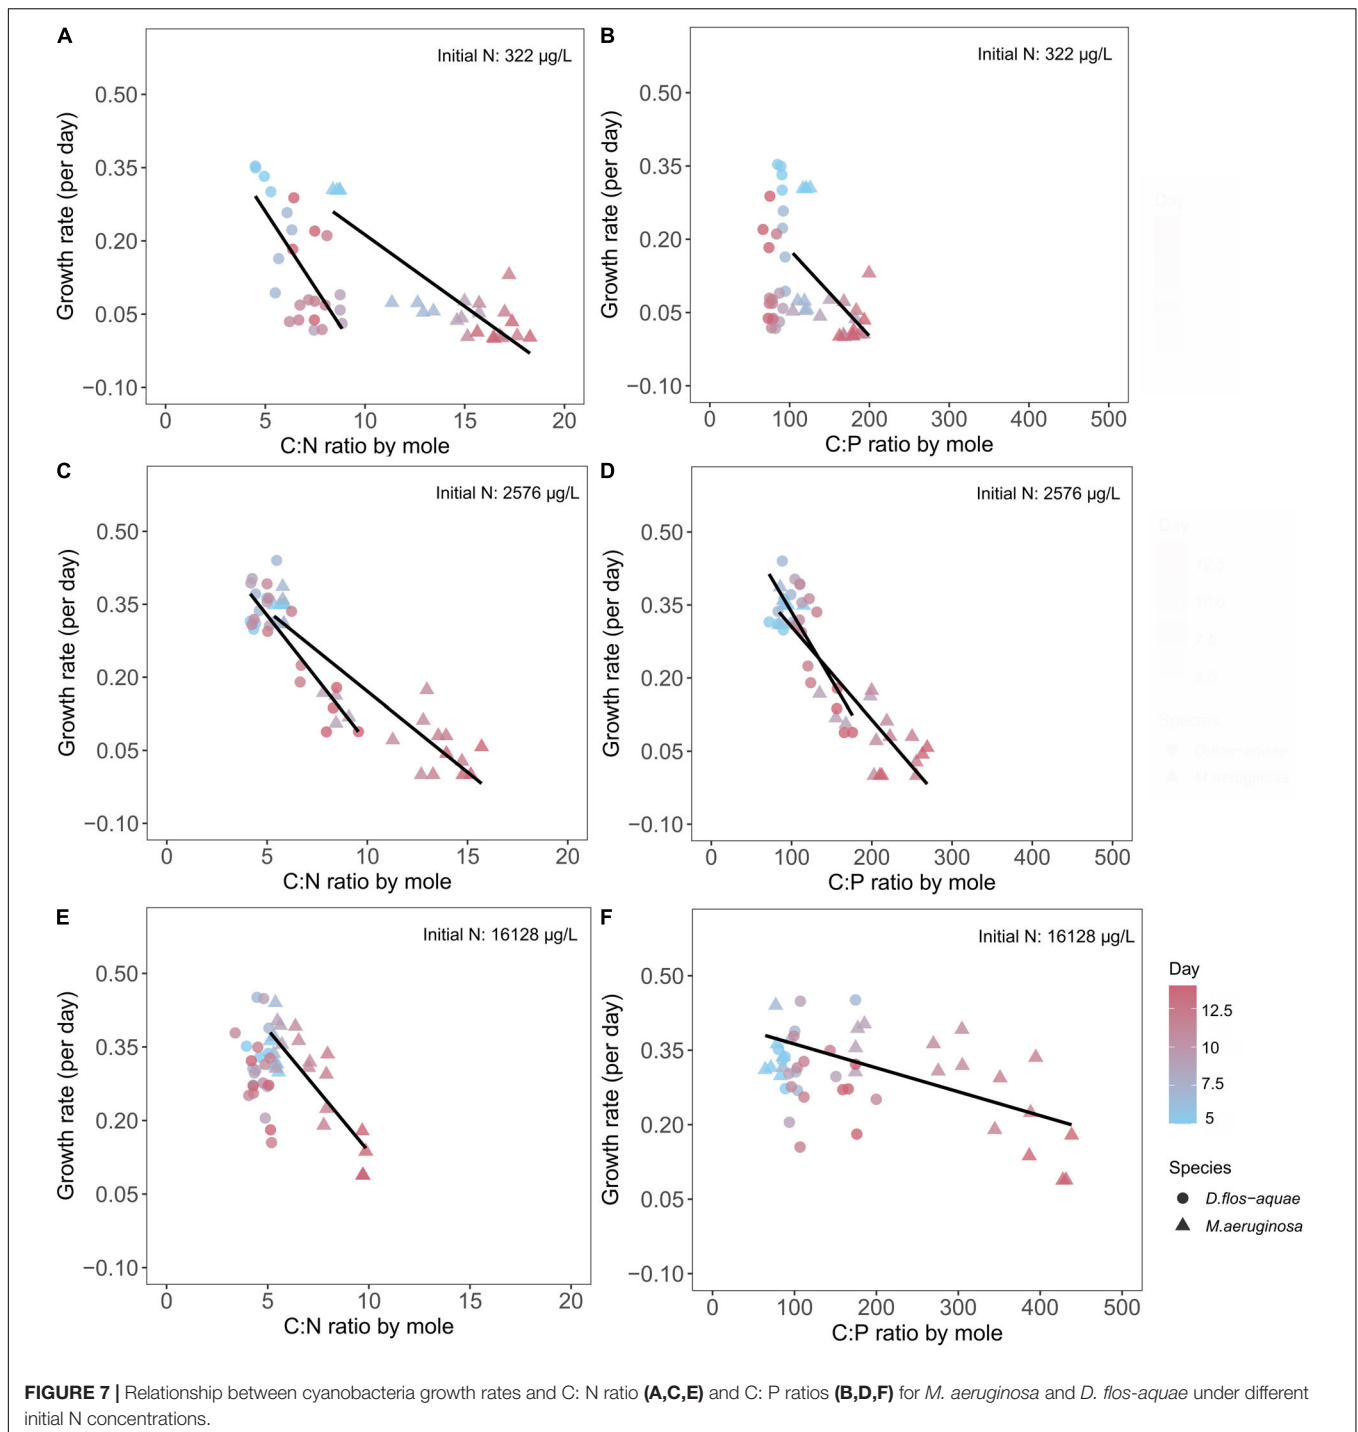 A
Initial N: 322 µg/L
Growth rate (per day)
0.50
0.35
0.20
0.05
−0.10
0 5 10 15 20
C:N ratio by mole
B
Initial N: 322 µg/L
Growth rate (per day)
0.50
0.35
0.20
0.05
−0.10
0 100 200 300 400 500
C:P ratio by mole
C
Initial N: 2576 µg/L
Growth rate (per day)
0.50
0.35
0.20
0.05
−0.10
0 5 10 15 20
C:N ratio by mole
D
Initial N: 2576 µg/L
Growth rate (per day)
0.50
0.35
0.20
0.05
−0.10
0 100 200 300 400 500
C:P ratio by mole
E
Initial N: 16128 µg/L
Growth rate (per day)
0.50
0.35
0.20
0.05
−0.10
0 5 10 15 20
C:N ratio by mole
F
Initial N: 16128 µg/L
Growth rate (per day)
0.50
0.35
0.20
0.05
−0.10
0 100 200 300 400 500
C:P ratio by mole
Day
12.5
10
7.5
5
Species
D.flos−aquae
M.aeruginosa
FIGURE 7 | Relationship between cyanobacteria growth rates and C: N ratio (A,C,E) and C: P ratios (B,D,F) for M. aeruginosa and D. flos-aquae under different
initial N concentrations.